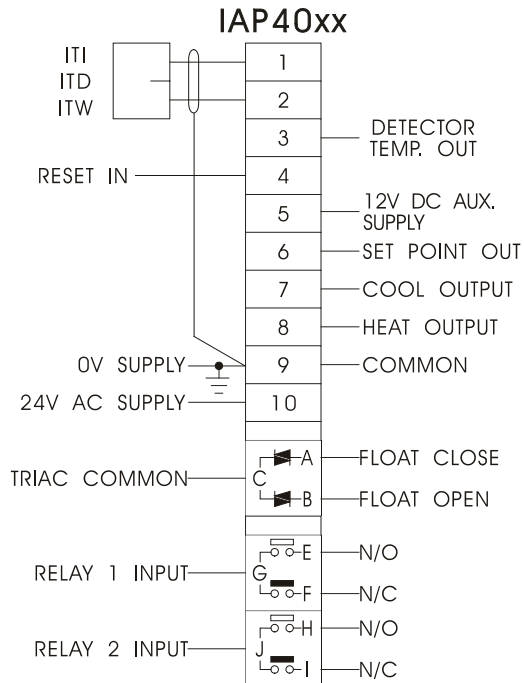 IAP40xx
ITI
ITD
ITW
1
2
3
DETECTOR
TEMP. OUT
RESET IN
4
5
12V DC AUX.
SUPPLY
6
SET POINT OUT
7
COOL OUTPUT
8
HEAT OUTPUT
0V SUPPLY
9
COMMON
24V AC SUPPLY
10
A
FLOAT CLOSE
TRIAC COMMON
C
B
FLOAT OPEN
E
N/O
RELAY 1 INPUT
G
F
N/C
H
N/O
RELAY 2 INPUT
J
I
N/C